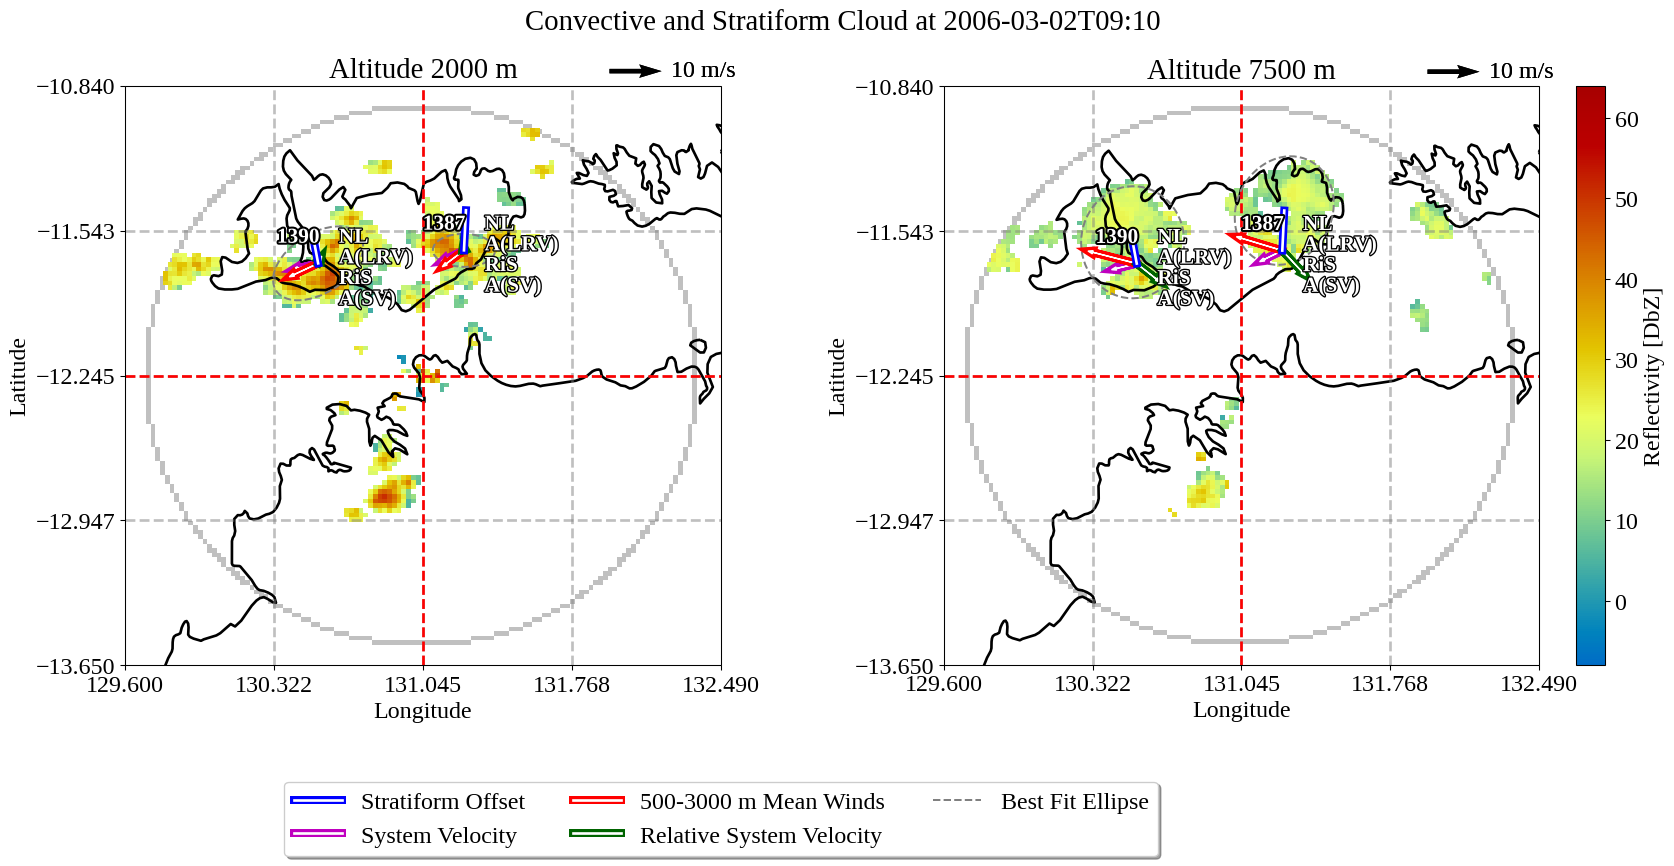 Convective and Stratiform Cloud at 2006-03-02T09:10
Altitude 2000 m
10 m/s
−10.840
−11.543
−12.245
−12.947
−13.650
129.600
130.322
131.045
131.768
132.490
Latitude
Longitude
1390
NL
A(LRV)
RiS
A(SV)
1387
NL
A(LRV)
RiS
A(SV)
Altitude 7500 m
10 m/s
−10.840
−11.543
−12.245
−12.947
−13.650
129.600
130.322
131.045
131.768
132.490
Latitude
Longitude
1390
NL
A(LRV)
RiS
A(SV)
1387
NL
A(LRV)
RiS
A(SV)
60
50
40
30
20
10
0
Reflectivity [DbZ]
Stratiform Offset
System Velocity
500-3000 m Mean Winds
Relative System Velocity
Best Fit Ellipse